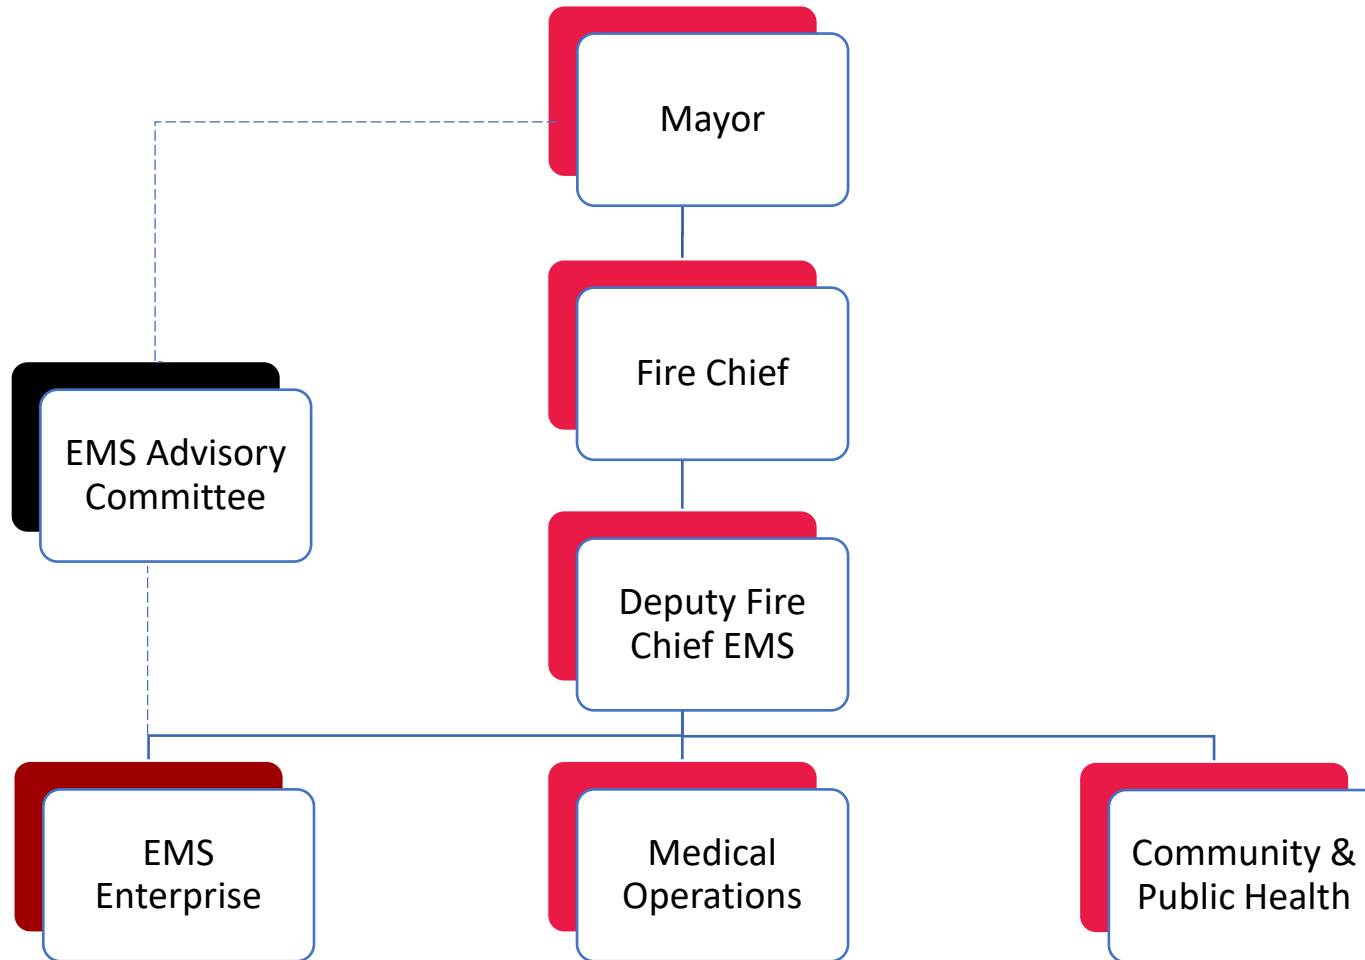 Mayor
Fire Chief
EMS Advisory
Committee
Deputy Fire
Chief EMS
EMS
Enterprise
Medical
Operations
Community &
Public Health